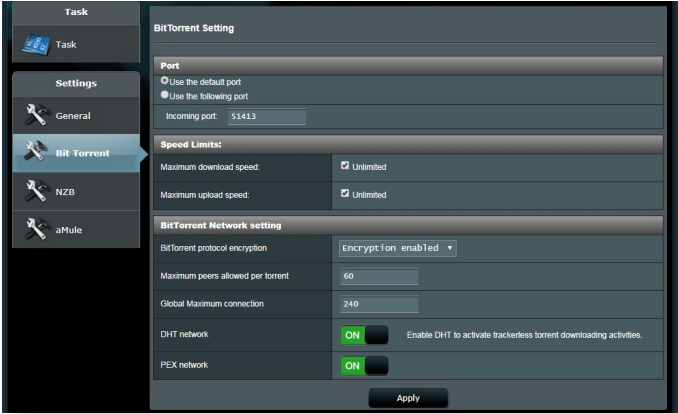 Task
Task
Settings
General
Bit Torrent
NZB
aMule
BitTorrent Setting
Port
Use the default port
Use the following port
Incoming port: 51413
Speed Limits:
Maximum download speed: Unlimited
Maximum upload speed: Unlimited
BitTorrent Network setting
BitTorrent protocol encryption Encryption enabled
Maximum peers allowed per torrent 60
Global Maximum connection 240
DHT network ON Enable DHT to activate trackerless torrent downloading activities.
PEX network ON
Apply